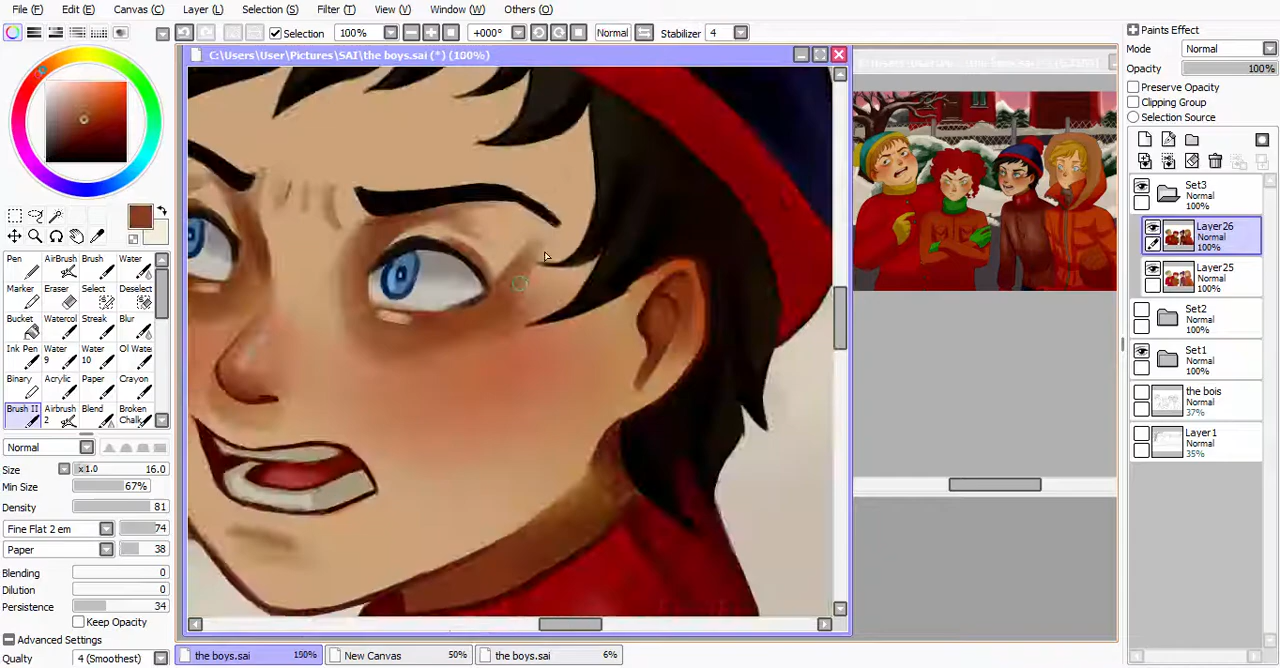 File (F) Edit (E) Canvas (C) Layer (L) Selection (S) Filter (T) View (V) Window (W) Others (O)
Selection 100% +000° Normal Stabilizer 4
C:\Users\User\Pictures\SAI\the boys.sai (*) (100%)
Paints Effect
Mode Normal
Opacity 100%
Preserve Opacity
Clipping Group
Selection Source
Set3
Normal
100%
Layer26
Normal
100%
Layer25
Normal
100%
Set2
Normal
100%
Set1
Normal
100%
the bois
Normal
37%
Layer1
Normal
35%
Pen AirBrush Brush Water
Marker Eraser Select Deselect
Bucket Watercol Streak Blur
Ink Pen Water 9 Water 10 Oil Water
Binary Acrylic Paper Crayon
Brush II Airbrush 2 Blend Broken Chalk
Normal
Size x1.0 16.0
Min Size 67%
Density 81
Fine Flat 2 em 74
Paper 38
Blending 0
Dilution 0
Persistence 34
Keep Opacity
Advanced Settings
Quality 4 (Smoothest)
the boys.sai 190% New Canvas 50% the boys.sai 6%